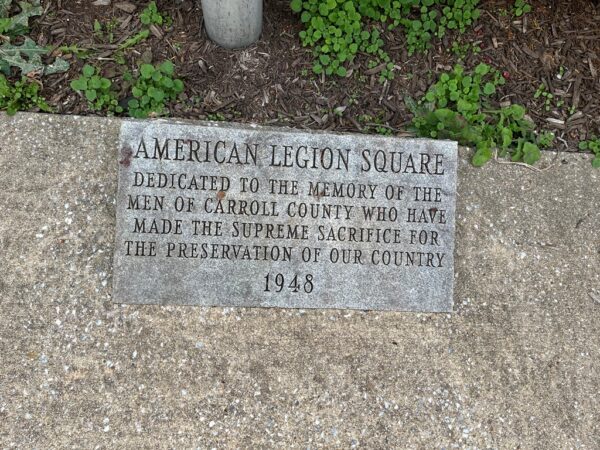 AMERICAN LEGION SQUARE
DEDICATED TO THE MEMORY OF THE
MEN OF CARROLL COUNTY WHO HAVE
MADE THE SUPREME SACRIFICE FOR
THE PRESERVATION OF OUR COUNTRY
1948